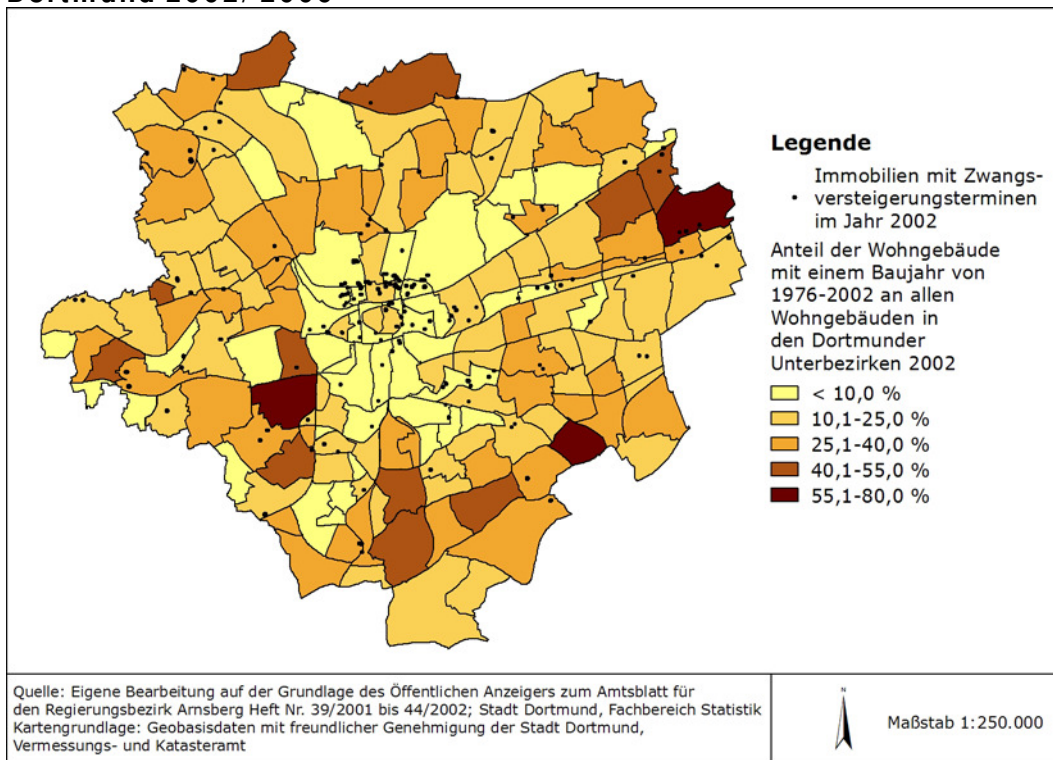 Dortmund 2002/
Legende
Immobilien mit Zwangs-
versteigerungsterminen
im Jahr 2002
Anteil der Wohngebäude
mit einem Baujahr von
1976-2002 an allen
Wohngebäuden in
den Dortmunder
Unterbezirken 2002
< 10,0 %
10,1-25,0 %
25,1-40,0 %
40,1-55,0 %
55,1-80,0 %
Quelle: Eigene Bearbeitung auf der Grundlage des Öffentlichen Anzeigers zum Amtsblatt für
den Regierungsbezirk Arnsberg Heft Nr. 39/2001 bis 44/2002; Stadt Dortmund, Fachbereich Statistik
Kartengrundlage: Geobasisdaten mit freundlicher Genehmigung der Stadt Dortmund,
Vermessungs- und Katasteramt
N
Maßstab 1:250.000